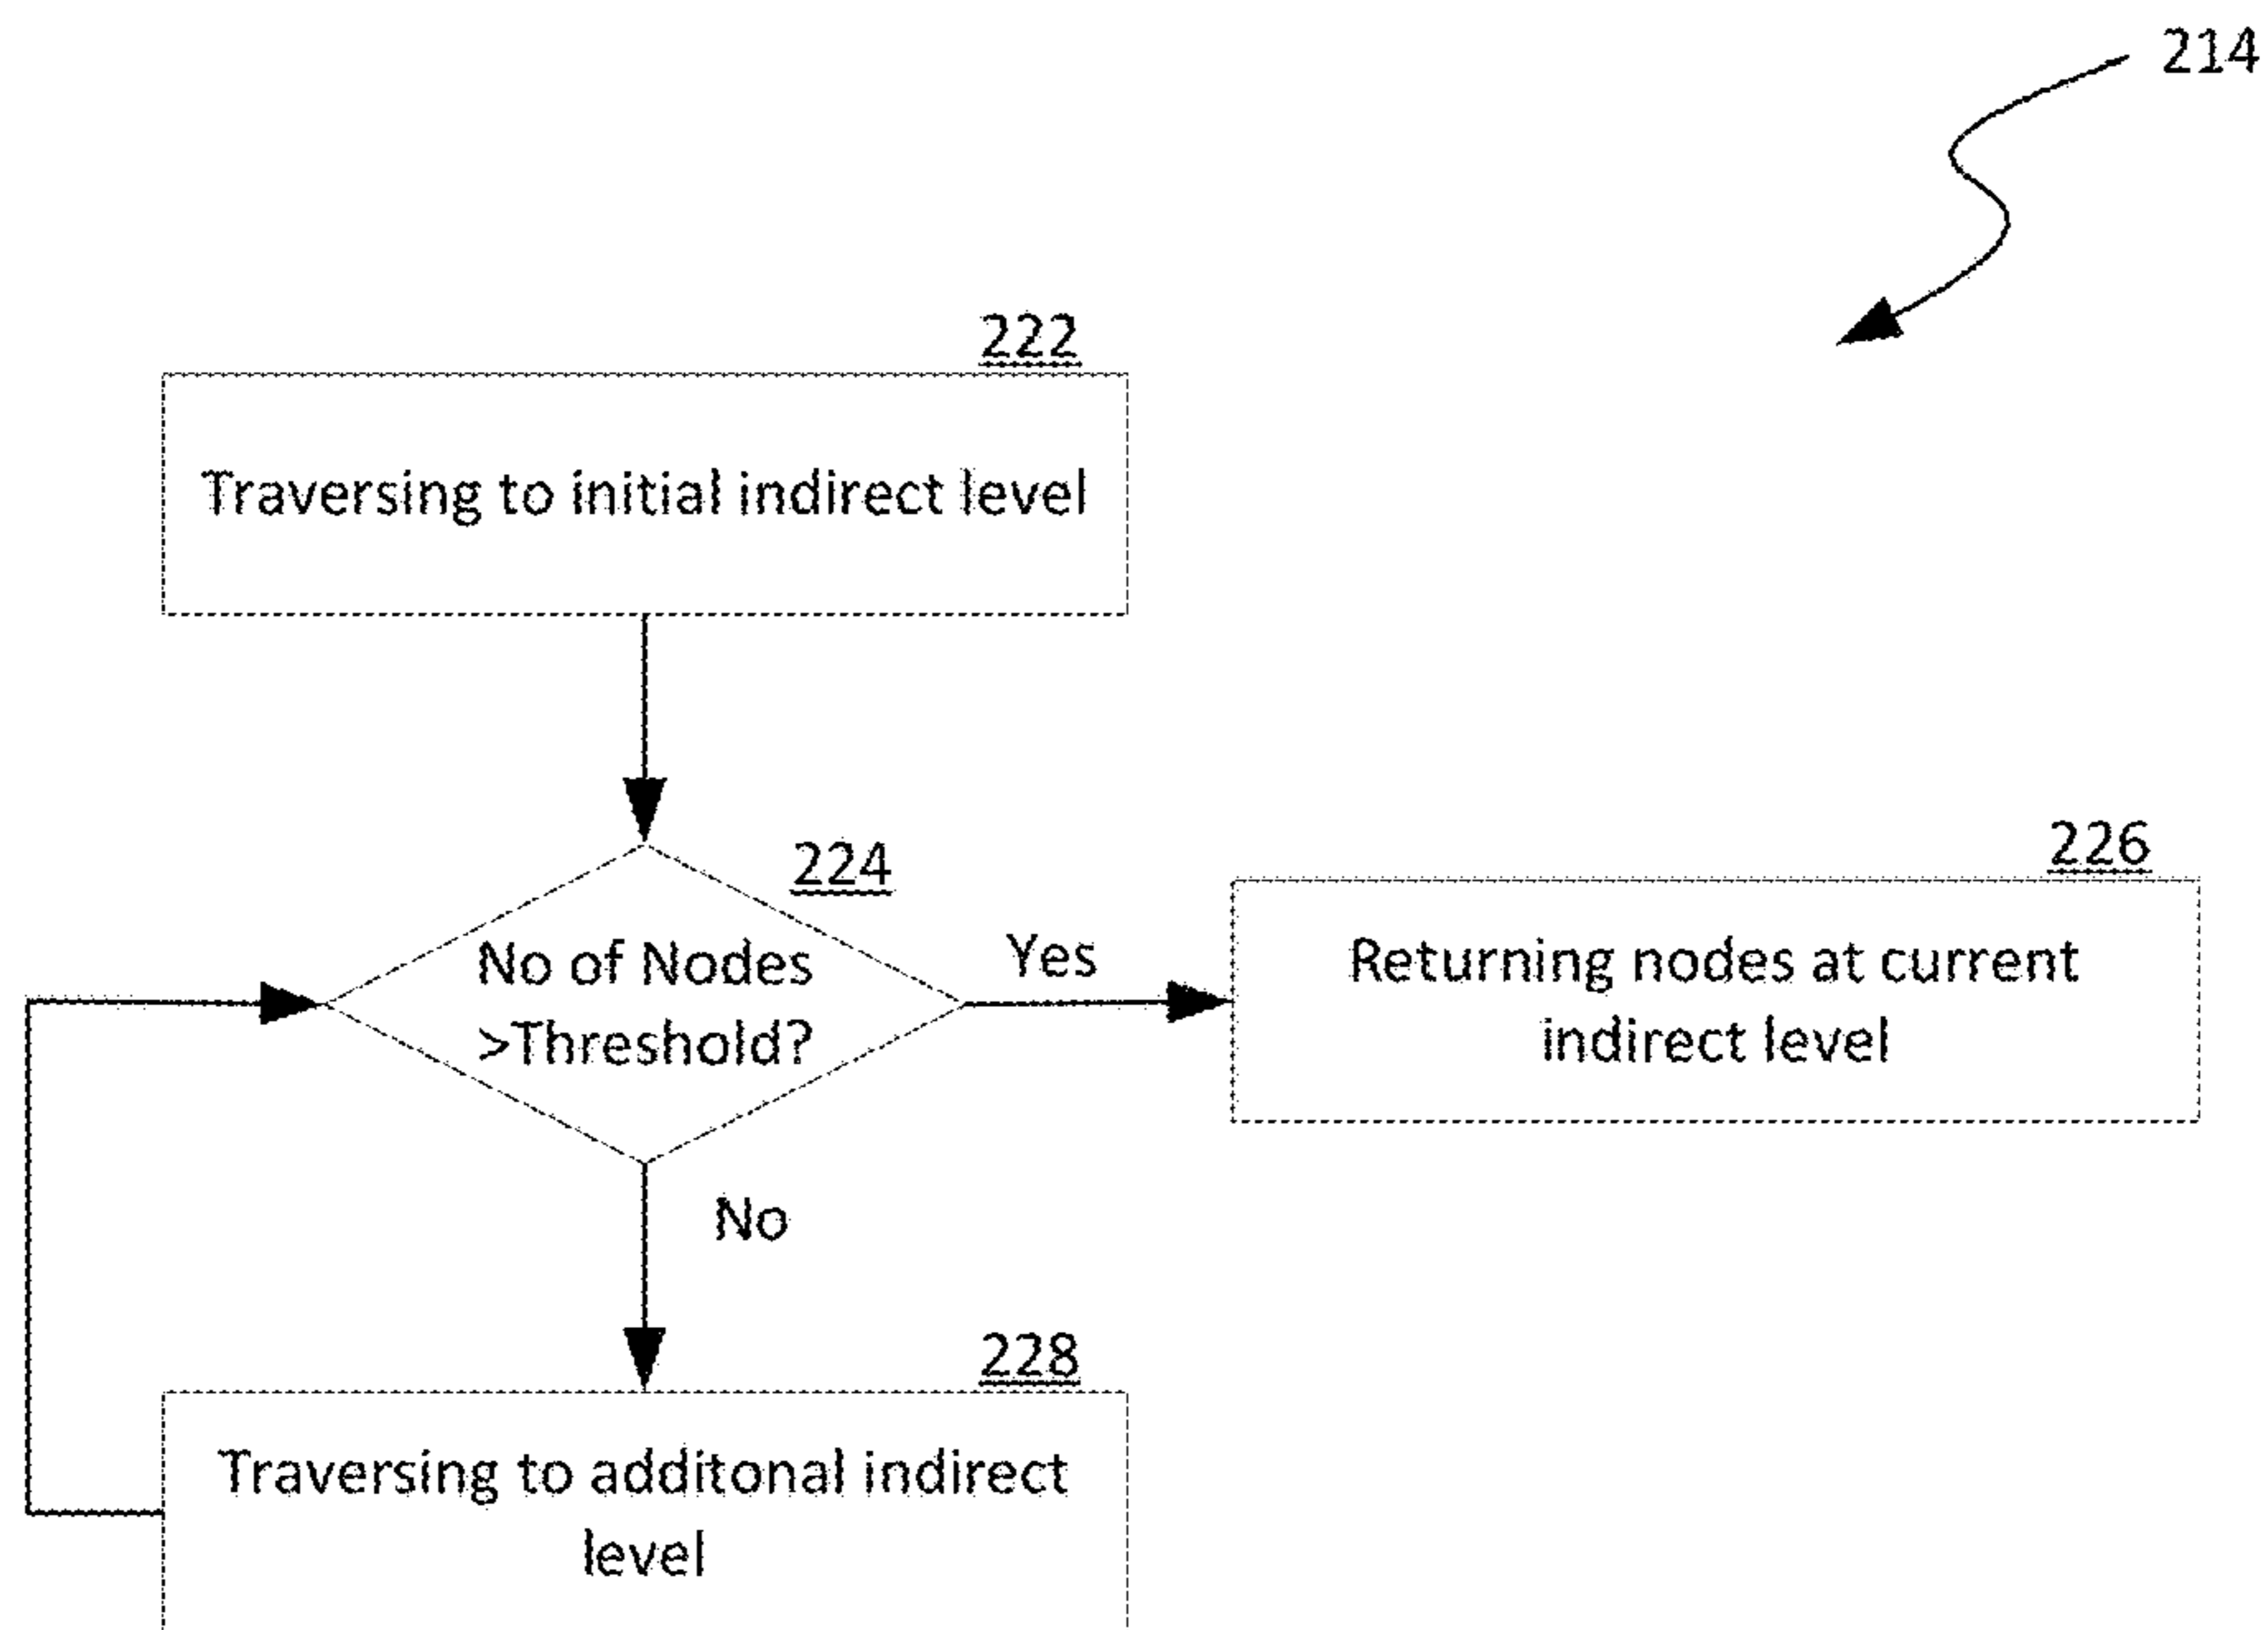 214
222
Traversing to initial indirect level
224
No of Nodes
>Threshold?
Yes
226
Returning nodes at current
indirect level
No
228
Traversing to additonal indirect
level